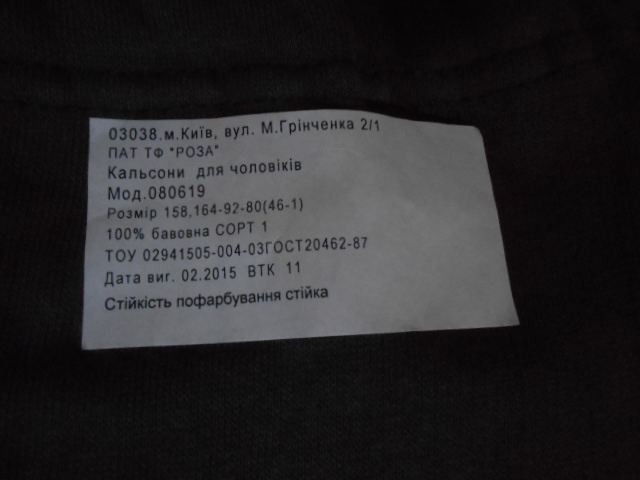 03038.м.Київ, вул. М.Грінченка 2/1
ПАТ ТФ "РОЗА"
Кальсони для чоловіків
Мод.080619
Розмір 158,164-92-80(46-1)
100% бавовна СОРТ 1
ТОУ 02941505-004-03ГОСТ20462-87
Дата виг. 02.2015 ВТК 11
Стійкість пофарбування стійка